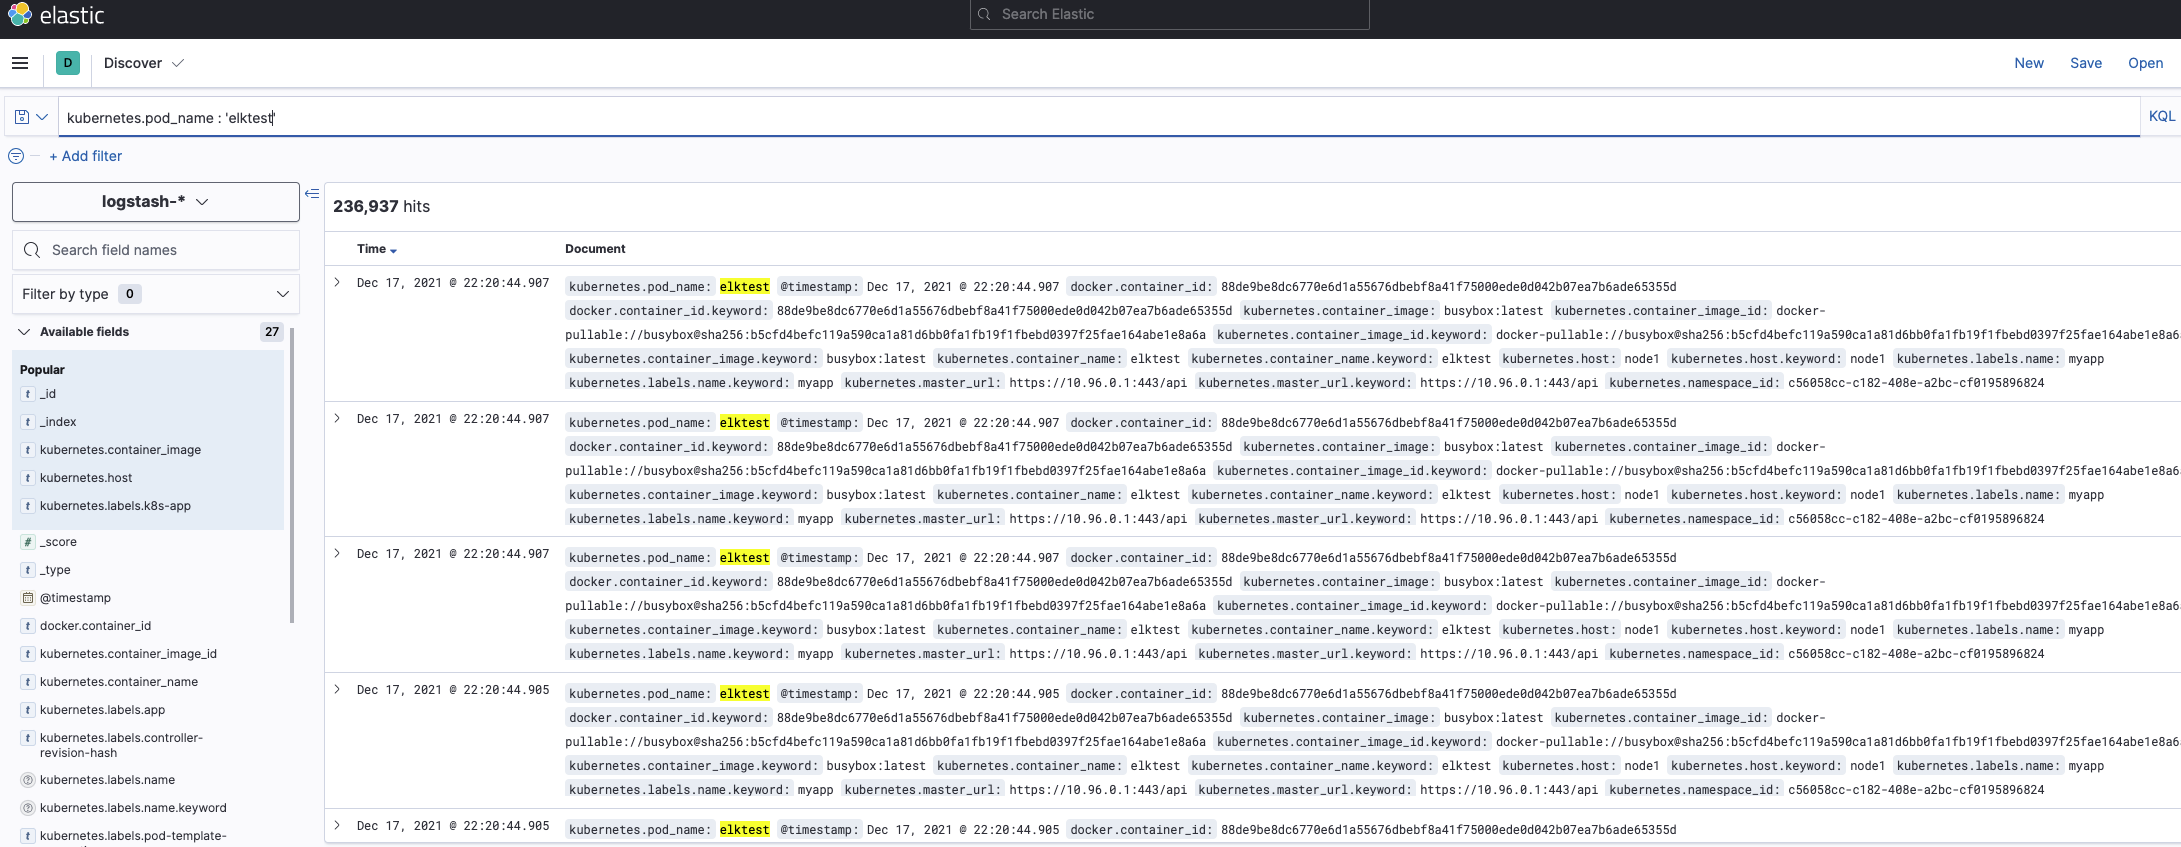 elastic
Search Elastic
D Discover New Save Open
kubernetes.pod_name : 'elktest' KQL
+ Add filter
logstash-*
Search field names
Filter by type 0
Available fields 27
Popular
_id
_index
kubernetes.container_image
kubernetes.host
kubernetes.labels.k8s-app
_score
_type
@timestamp
docker.container_id
kubernetes.container_image_id
kubernetes.container_name
kubernetes.labels.app
kubernetes.labels.controller-
revision-hash
kubernetes.labels.name
kubernetes.labels.name.keyword
kubernetes.labels.pod-template-
236,937 hits
Time Document
Dec 17, 2021 @ 22:20:44.907 kubernetes.pod_name: elktest @timestamp: Dec 17, 2021 @ 22:20:44.907 docker.container_id: 88de9be8dc6770e6d1a55676dbebf8a41f75000ede0d042b07ea7b6ade65355d
docker.container_id.keyword: 88de9be8dc6770e6d1a55676dbebf8a41f75000ede0d042b07ea7b6ade65355d kubernetes.container_image: busybox:latest kubernetes.container_image_id: docker-
pullable://busybox@sha256:b5cfd4befc119a590ca1a81d6bb0fa1fb19f1fbebd0397f25fae164abe1e8a6a kubernetes.container_image_id.keyword: docker-pullable://busybox@sha256:b5cfd4befc119a590ca1a81d6bb0fa1fb19f1fbebd0397f25fae164abe1e8a6
kubernetes.container_image.keyword: busybox:latest kubernetes.container_name: elktest kubernetes.container_name.keyword: elktest kubernetes.host: node1 kubernetes.host.keyword: node1 kubernetes.labels.name: myapp
kubernetes.labels.name.keyword: myapp kubernetes.master_url: https://10.96.0.1:443/api kubernetes.master_url.keyword: https://10.96.0.1:443/api kubernetes.namespace_id: c56058cc-c182-408e-a2bc-cf0195896824
Dec 17, 2021 @ 22:20:44.907 kubernetes.pod_name: elktest @timestamp: Dec 17, 2021 @ 22:20:44.907 docker.container_id: 88de9be8dc6770e6d1a55676dbebf8a41f75000ede0d042b07ea7b6ade65355d
docker.container_id.keyword: 88de9be8dc6770e6d1a55676dbebf8a41f75000ede0d042b07ea7b6ade65355d kubernetes.container_image: busybox:latest kubernetes.container_image_id: docker-
pullable://busybox@sha256:b5cfd4befc119a590ca1a81d6bb0fa1fb19f1fbebd0397f25fae164abe1e8a6a kubernetes.container_image_id.keyword: docker-pullable://busybox@sha256:b5cfd4befc119a590ca1a81d6bb0fa1fb19f1fbebd0397f25fae164abe1e8a6
kubernetes.container_image.keyword: busybox:latest kubernetes.container_name: elktest kubernetes.container_name.keyword: elktest kubernetes.host: node1 kubernetes.host.keyword: node1 kubernetes.labels.name: myapp
kubernetes.labels.name.keyword: myapp kubernetes.master_url: https://10.96.0.1:443/api kubernetes.master_url.keyword: https://10.96.0.1:443/api kubernetes.namespace_id: c56058cc-c182-408e-a2bc-cf0195896824
Dec 17, 2021 @ 22:20:44.907 kubernetes.pod_name: elktest @timestamp: Dec 17, 2021 @ 22:20:44.907 docker.container_id: 88de9be8dc6770e6d1a55676dbebf8a41f75000ede0d042b07ea7b6ade65355d
docker.container_id.keyword: 88de9be8dc6770e6d1a55676dbebf8a41f75000ede0d042b07ea7b6ade65355d kubernetes.container_image: busybox:latest kubernetes.container_image_id: docker-
pullable://busybox@sha256:b5cfd4befc119a590ca1a81d6bb0fa1fb19f1fbebd0397f25fae164abe1e8a6a kubernetes.container_image_id.keyword: docker-pullable://busybox@sha256:b5cfd4befc119a590ca1a81d6bb0fa1fb19f1fbebd0397f25fae164abe1e8a6
kubernetes.container_image.keyword: busybox:latest kubernetes.container_name: elktest kubernetes.container_name.keyword: elktest kubernetes.host: node1 kubernetes.host.keyword: node1 kubernetes.labels.name: myapp
kubernetes.labels.name.keyword: myapp kubernetes.master_url: https://10.96.0.1:443/api kubernetes.master_url.keyword: https://10.96.0.1:443/api kubernetes.namespace_id: c56058cc-c182-408e-a2bc-cf0195896824
Dec 17, 2021 @ 22:20:44.905 kubernetes.pod_name: elktest @timestamp: Dec 17, 2021 @ 22:20:44.905 docker.container_id: 88de9be8dc6770e6d1a55676dbebf8a41f75000ede0d042b07ea7b6ade65355d
docker.container_id.keyword: 88de9be8dc6770e6d1a55676dbebf8a41f75000ede0d042b07ea7b6ade65355d kubernetes.container_image: busybox:latest kubernetes.container_image_id: docker-
pullable://busybox@sha256:b5cfd4befc119a590ca1a81d6bb0fa1fb19f1fbebd0397f25fae164abe1e8a6a kubernetes.container_image_id.keyword: docker-pullable://busybox@sha256:b5cfd4befc119a590ca1a81d6bb0fa1fb19f1fbebd0397f25fae164abe1e8a6
kubernetes.container_image.keyword: busybox:latest kubernetes.container_name: elktest kubernetes.container_name.keyword: elktest kubernetes.host: node1 kubernetes.host.keyword: node1 kubernetes.labels.name: myapp
kubernetes.labels.name.keyword: myapp kubernetes.master_url: https://10.96.0.1:443/api kubernetes.master_url.keyword: https://10.96.0.1:443/api kubernetes.namespace_id: c56058cc-c182-408e-a2bc-cf0195896824
Dec 17, 2021 @ 22:20:44.905 kubernetes.pod_name: elktest @timestamp: Dec 17, 2021 @ 22:20:44.905 docker.container_id: 88de9be8dc6770e6d1a55676dbebf8a41f75000ede0d042b07ea7b6ade65355d